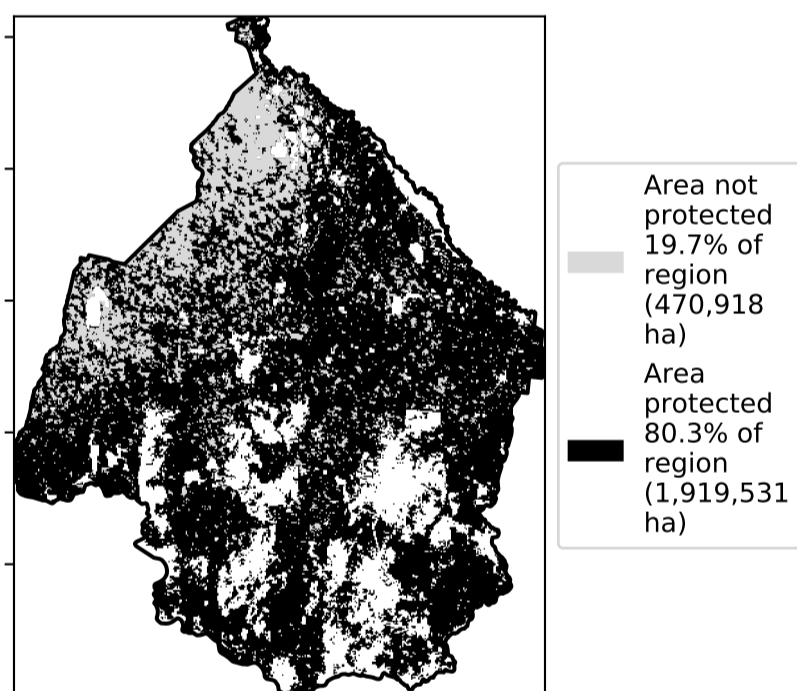 Area not
protected
19.7% of
region
(470,918
ha)
Area
protected
80.3% of
region
(1,919,531
ha)